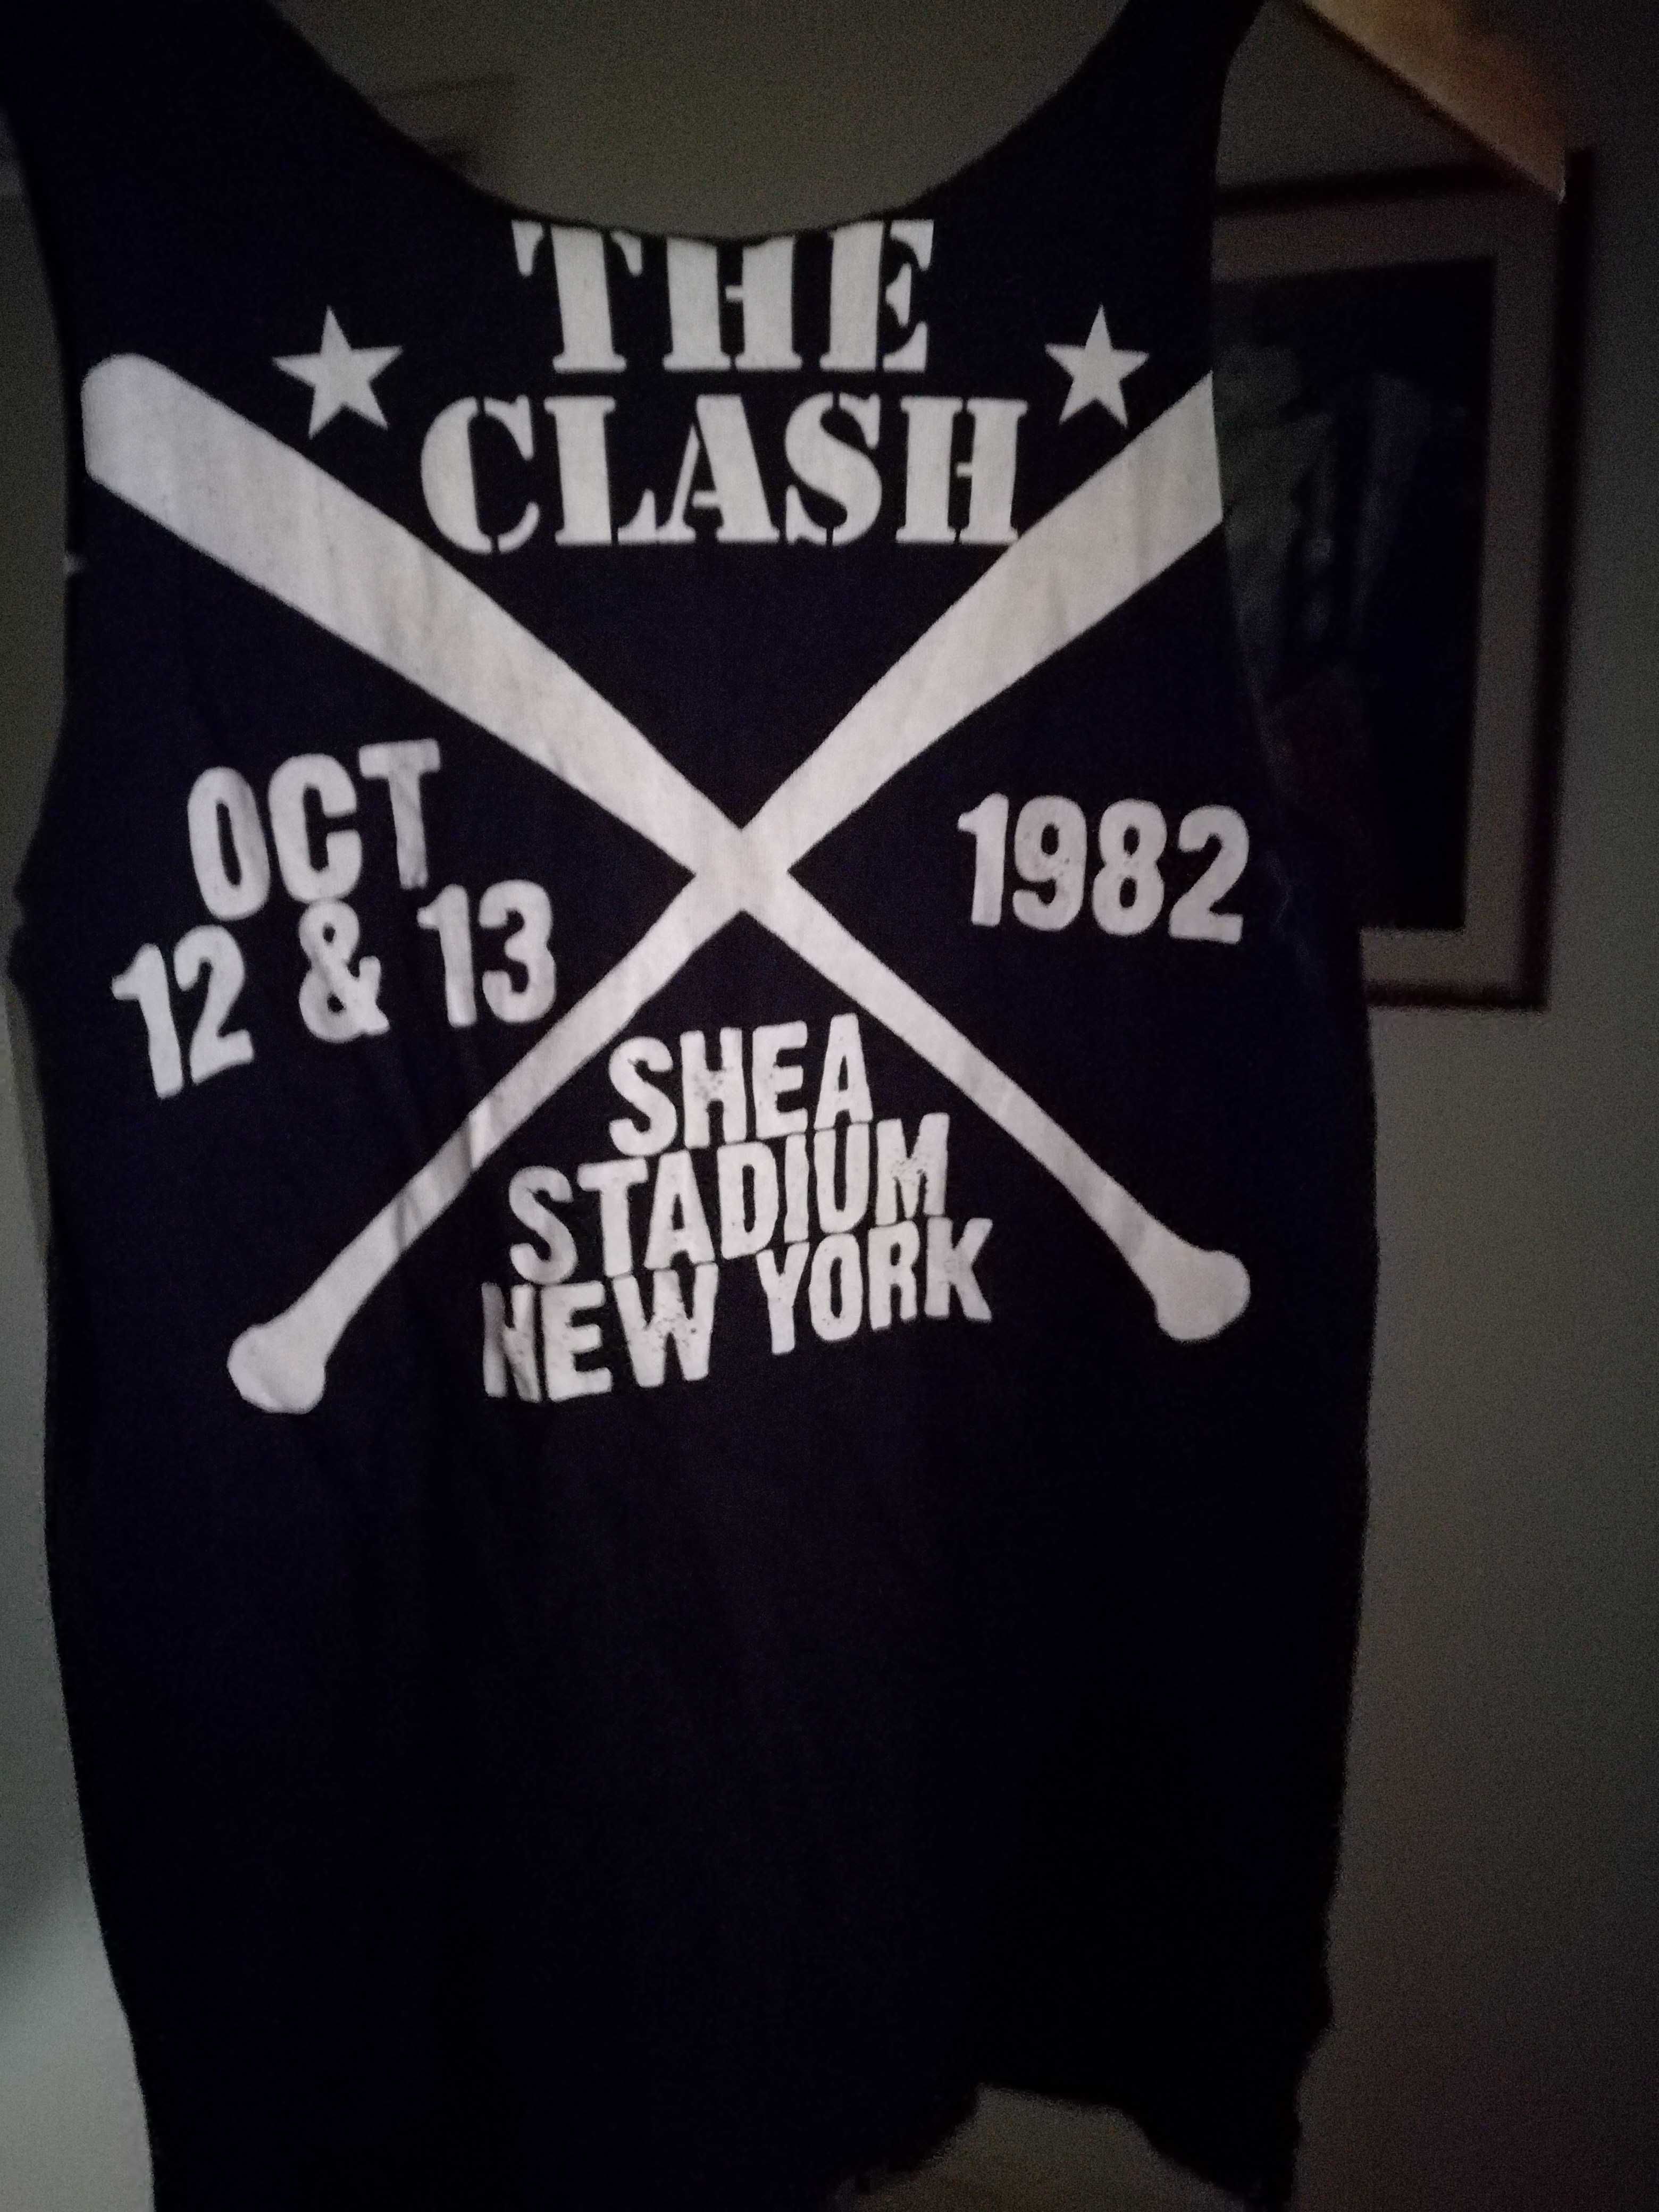 THE
CLASH
OCT
12 & 13
1982
SHEA
STADIUM
NEW YORK